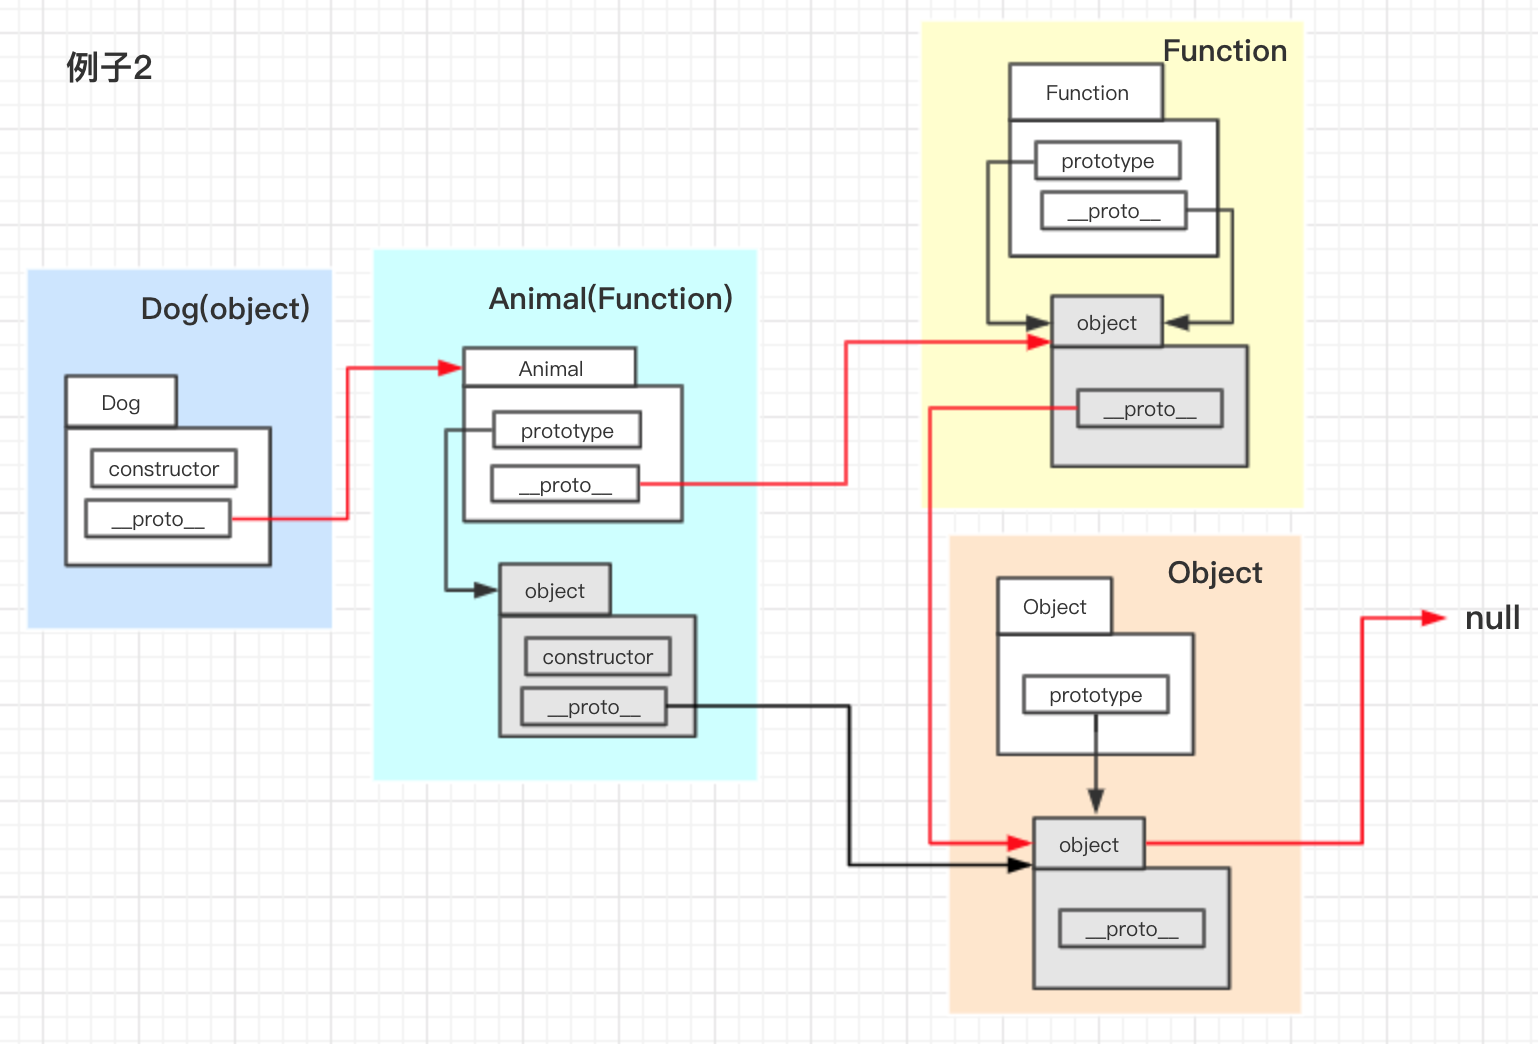 例子2
Dog(object)
Dog
constructor
__proto__
Animal(Function)
Animal
prototype
__proto__
object
constructor
__proto__
Function
Function
prototype
__proto__
object
__proto__
Object
Object
prototype
object
__proto__
null